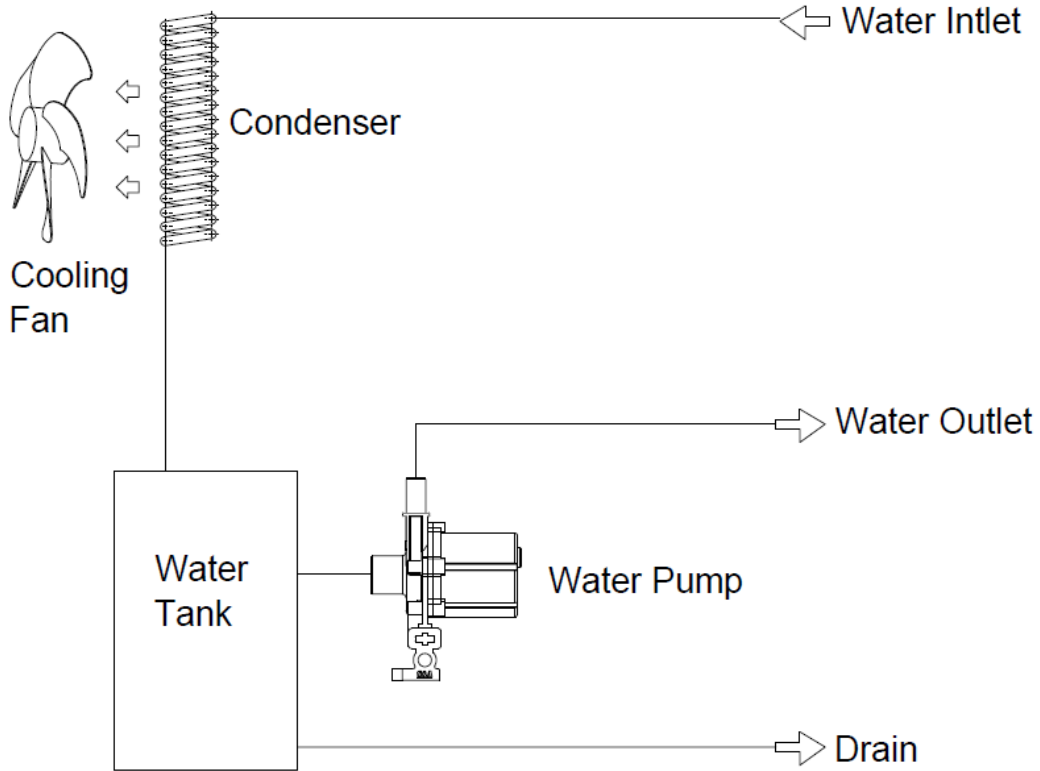 Water Intlet
Condenser
Cooling
Fan
Water Outlet
Water
Tank
Water Pump
Drain